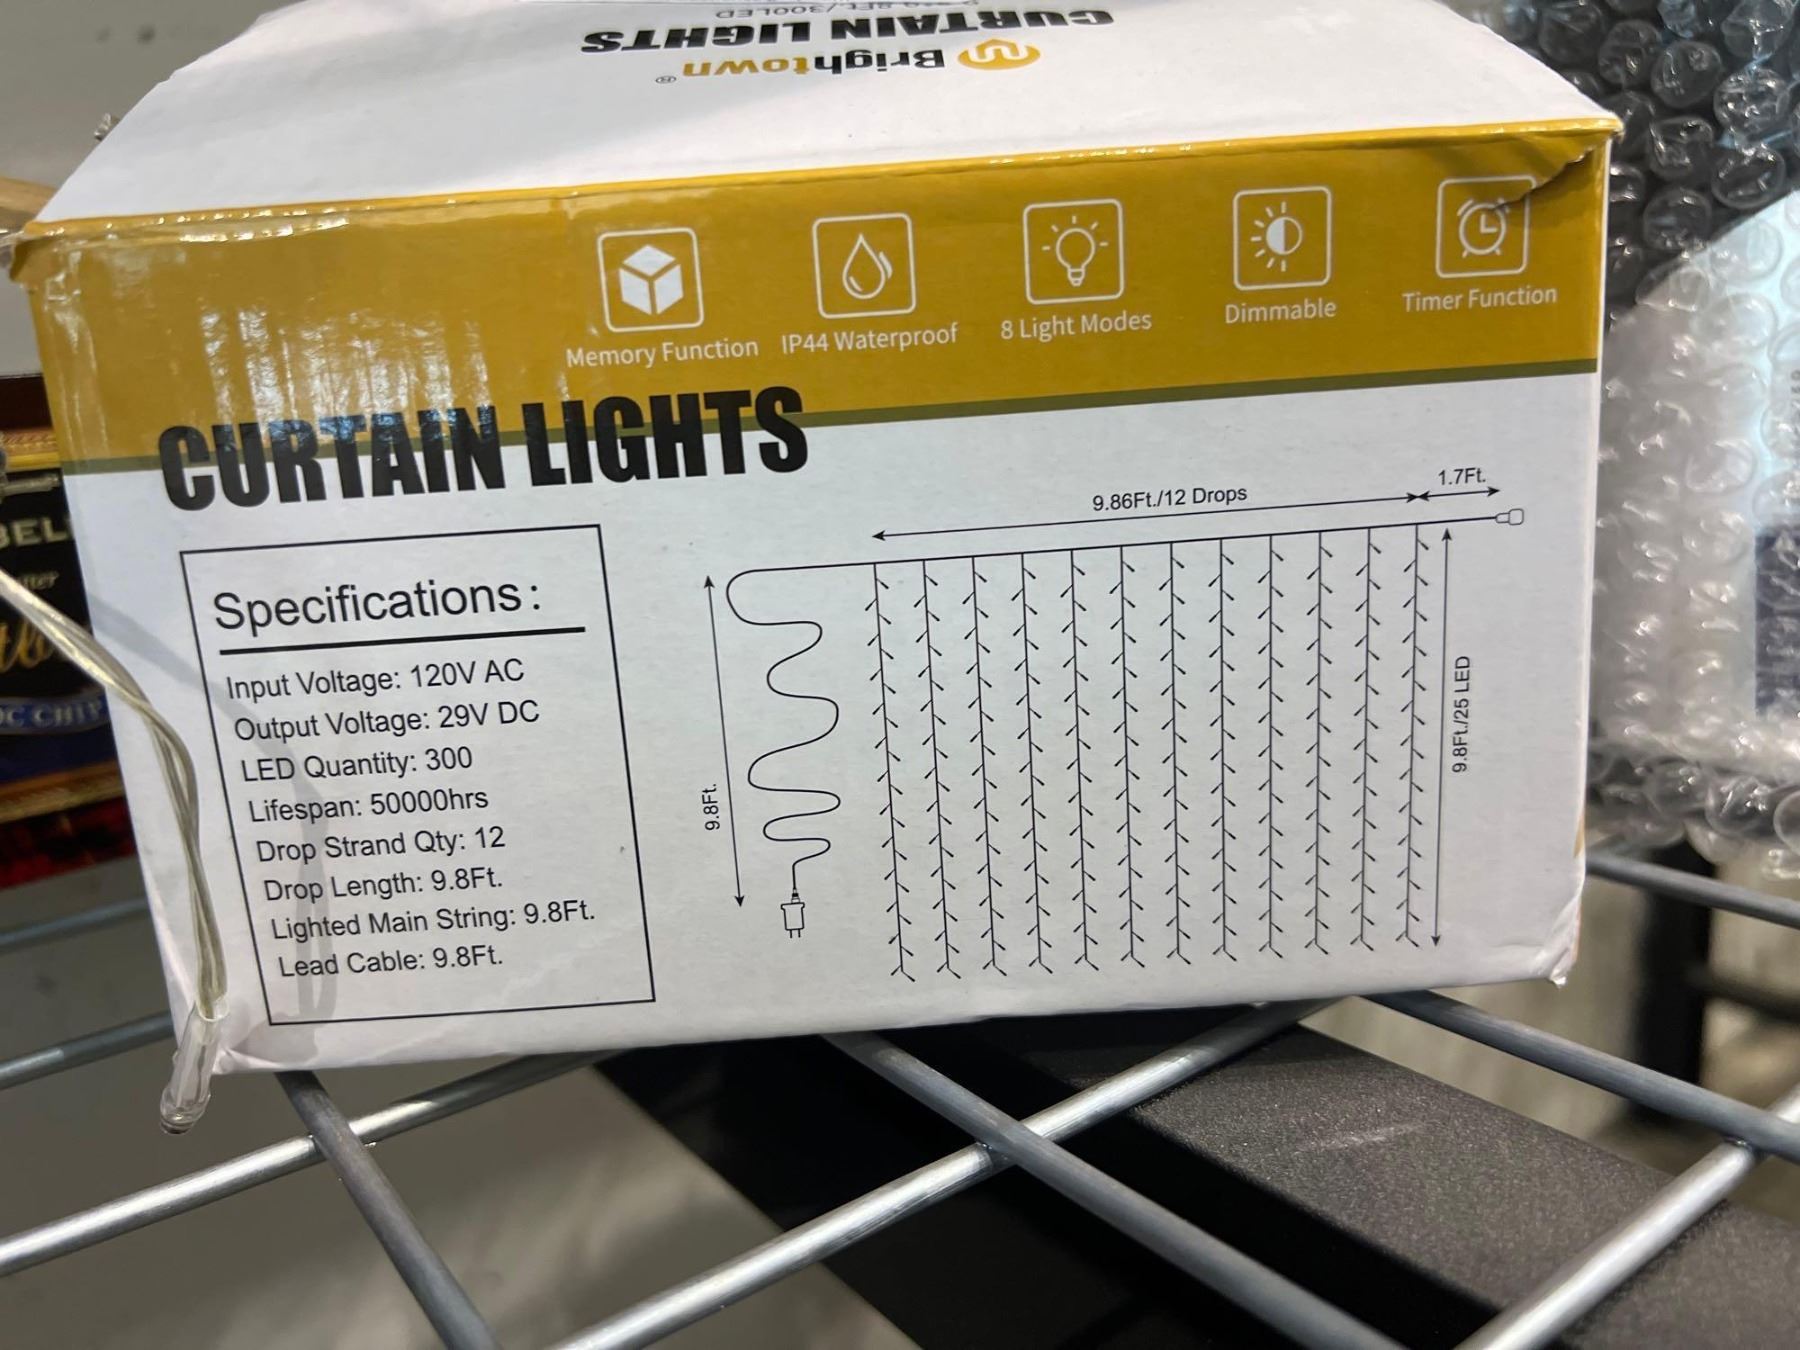 Brightown®
CURTAIN LIGHTS
Memory Function
IP44 Waterproof
8 Light Modes
Dimmable
Timer Function
CURTAIN LIGHTS
Specifications:
Input Voltage: 120V AC
Output Voltage: 29V DC
LED Quantity: 300
Lifespan: 50000hrs
Drop Strand Qty: 12
Drop Length: 9.8Ft.
Lighted Main String: 9.8Ft.
Lead Cable: 9.8Ft.
9.86Ft./12 Drops
1.7Ft.
9.8Ft.
9.8Ft./25 LED